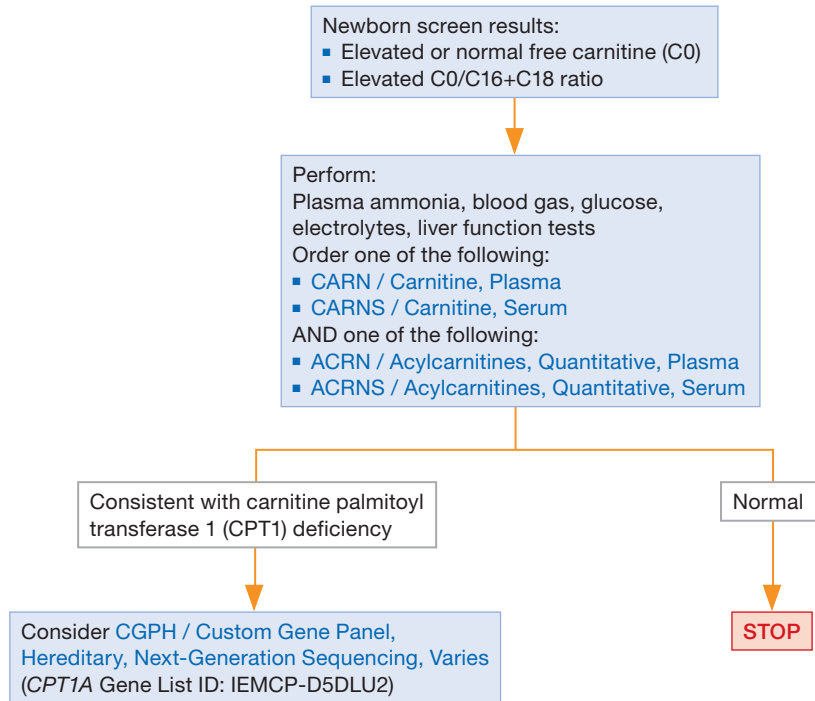 Newborn screen results:
▪ Elevated or normal free carnitine (C0)
▪ Elevated C0/C16+C18 ratio
Perform:
Plasma ammonia, blood gas, glucose,
electrolytes, liver function tests
Order one of the following:
▪ CARN / Carnitine, Plasma
▪ CARNS / Carnitine, Serum
AND one of the following:
▪ ACRN / Acylcarnitines, Quantitative, Plasma
▪ ACRNS / Acylcarnitines, Quantitative, Serum
Consistent with carnitine palmitoyl
transferase 1 (CPT1) deficiency
Normal
Consider CGPH / Custom Gene Panel,
Hereditary, Next-Generation Sequencing, Varies
(CPT1A Gene List ID: IEMCP-D5DLU2)
STOP